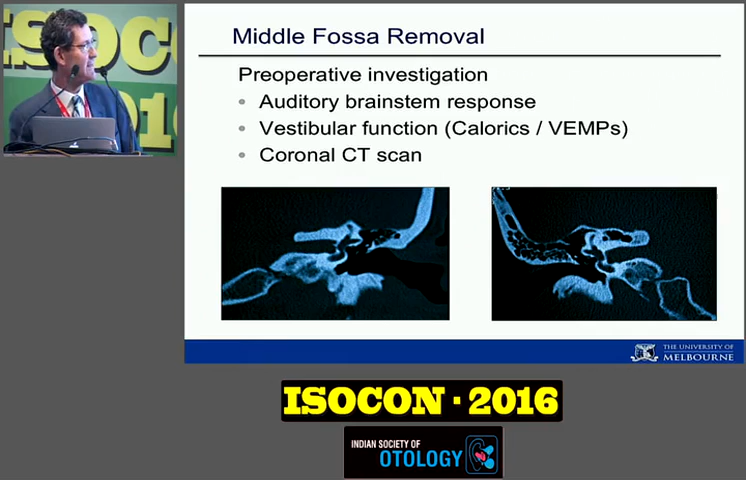 ISOCON
2016
Middle Fossa Removal
Preoperative investigation
• Auditory brainstem response
• Vestibular function (Calorics / VEMPs)
• Coronal CT scan
THE UNIVERSITY OF
MELBOURNE
ISOCON · 2016
INDIAN SOCIETY OF
OTOLOGY